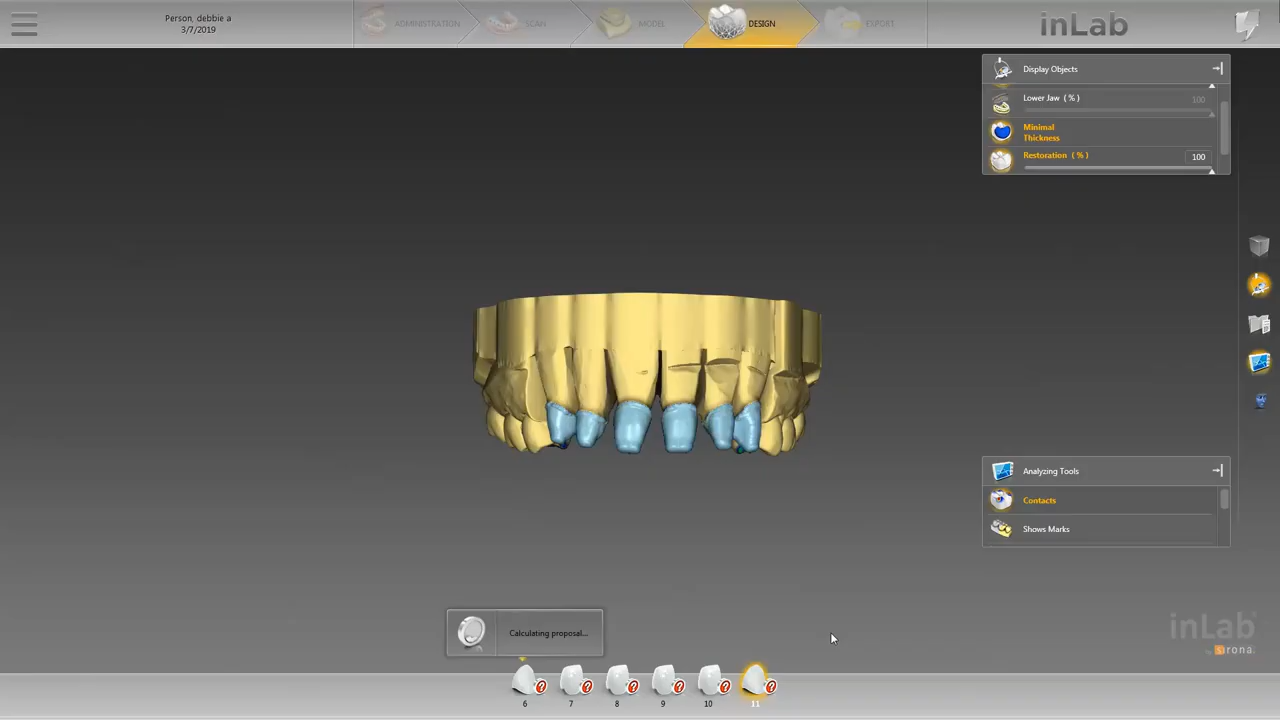 Person, debbie a
3/7/2019
ADMINISTRATION
SCAN
MODEL
DESIGN
EXPORT
inLab
Display Objects
Lower Jaw (%)
100
Minimal
Thickness
Restoration (%)
100
Analyzing Tools
Contacts
Shows Marks
Calculating proposal...
inLab
by sirona
6
7
8
9
10
11